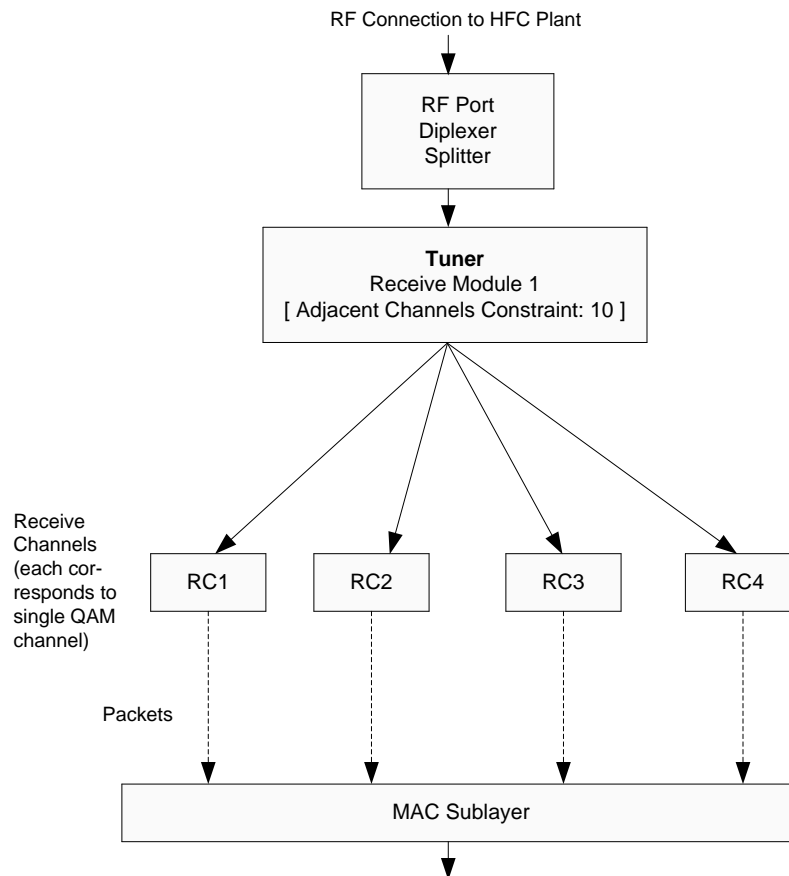 RF Connection to HFC Plant
RF Port
Diplexer
Splitter
Tuner
Receive Module 1
[ Adjacent Channels Constraint: 10 ]
Receive
Channels
(each cor-
responds to
single QAM
channel)
RC1
RC2
RC3
RC4
Packets
MAC Sublayer